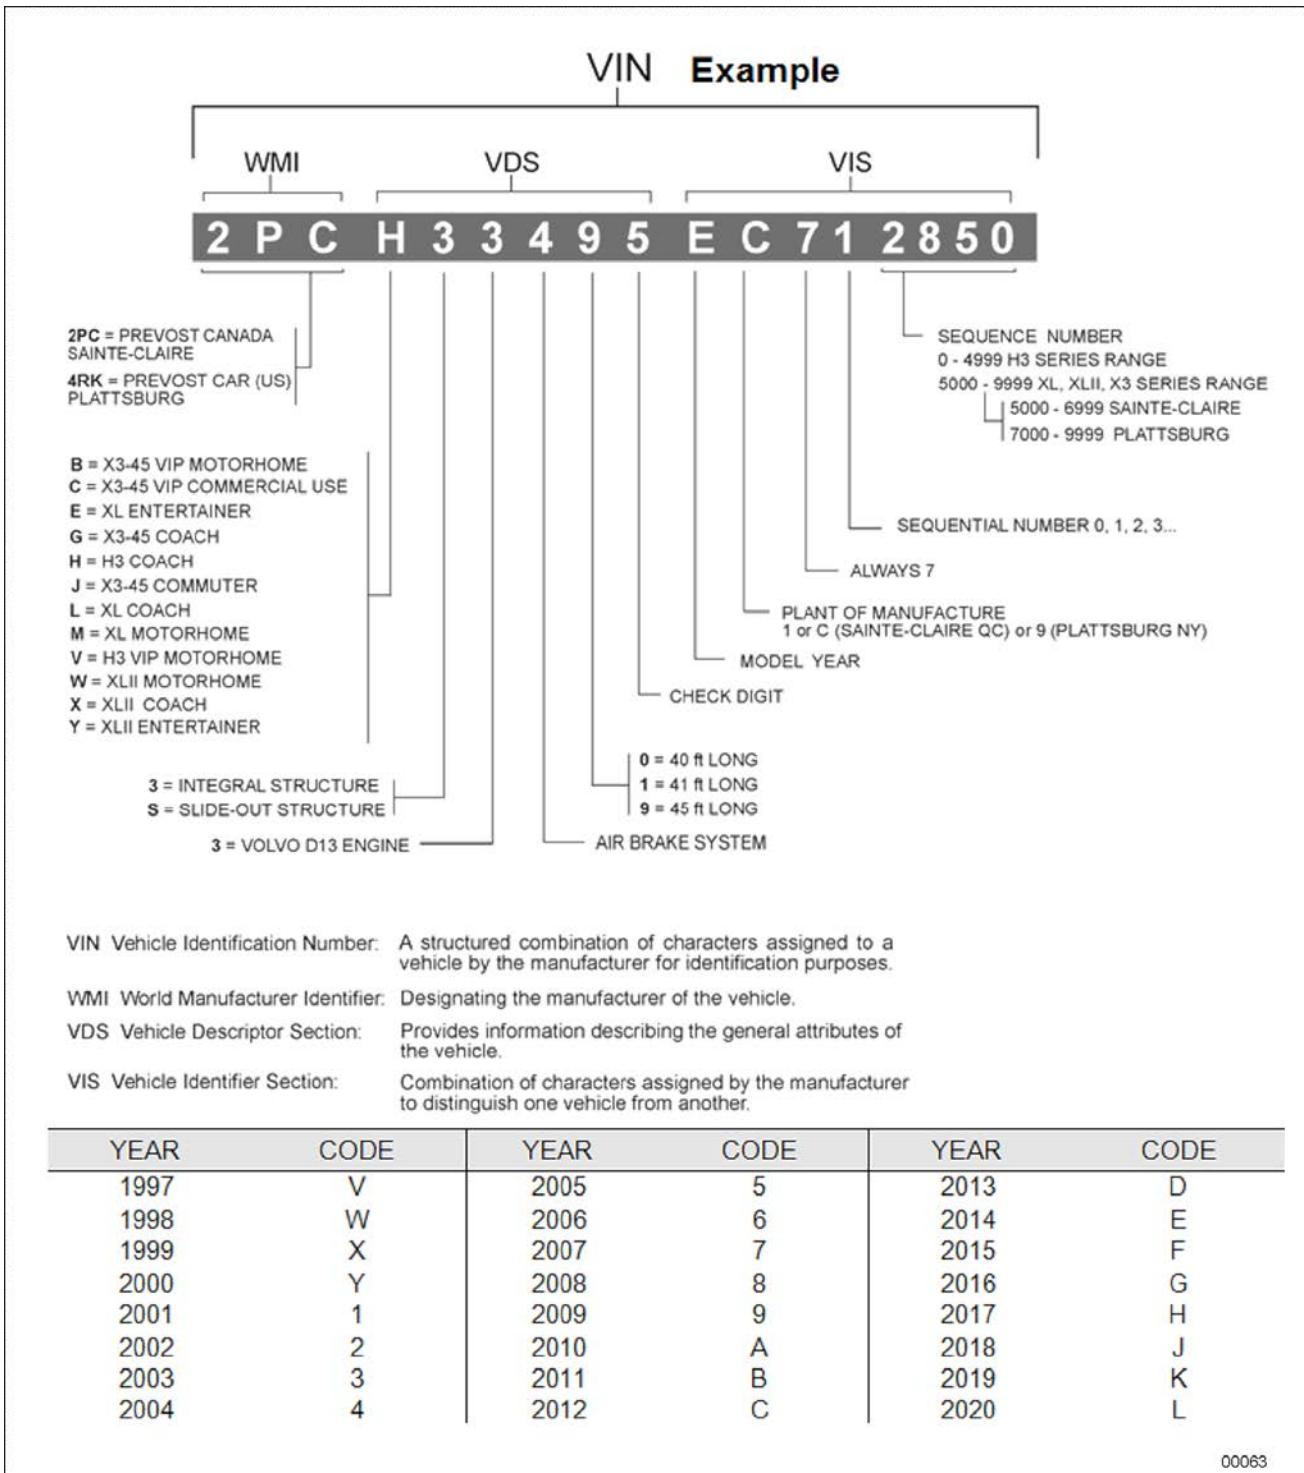 VIN Example
WMI VDS VIS
2 P C H 3 3 4 9 5 E C 7 1 2 8 5 0
2PC = PREVOST CANADA
SAINTE-CLAIRE
4RK = PREVOST CAR (US)
PLATTSBURG
SEQUENCE NUMBER
0 - 4999 H3 SERIES RANGE
5000 - 9999 XL, XLII, X3 SERIES RANGE
5000 - 6999 SAINTE-CLAIRE
7000 - 9999 PLATTSBURG
B = X3-45 VIP MOTORHOME
C = X3-45 VIP COMMERCIAL USE
E = XL ENTERTAINER
G = X3-45 COACH
H = H3 COACH
J = X3-45 COMMUTER
L = XL COACH
M = XL MOTORHOME
V = H3 VIP MOTORHOME
W = XLII MOTORHOME
X = XLII COACH
Y = XLII ENTERTAINER
SEQUENTIAL NUMBER 0, 1, 2, 3...
ALWAYS 7
PLANT OF MANUFACTURE
1 or C (SAINTE-CLAIRE QC) or 9 (PLATTSBURG NY)
MODEL YEAR
CHECK DIGIT
0 = 40 ft LONG
1 = 41 ft LONG
9 = 45 ft LONG
3 = INTEGRAL STRUCTURE
S = SLIDE-OUT STRUCTURE
3 = VOLVO D13 ENGINE
AIR BRAKE SYSTEM
VIN Vehicle Identification Number: A structured combination of characters assigned to a
vehicle by the manufacturer for identification purposes.
WMI World Manufacturer Identifier: Designating the manufacturer of the vehicle.
VDS Vehicle Descriptor Section: Provides information describing the general attributes of
the vehicle.
VIS Vehicle Identifier Section: Combination of characters assigned by the manufacturer
to distinguish one vehicle from another.
YEAR CODE YEAR CODE YEAR CODE
1997 V 2005 5 2013 D
1998 W 2006 6 2014 E
1999 X 2007 7 2015 F
2000 Y 2008 8 2016 G
2001 1 2009 9 2017 H
2002 2 2010 A 2018 J
2003 3 2011 B 2019 K
2004 4 2012 C 2020 L
00063